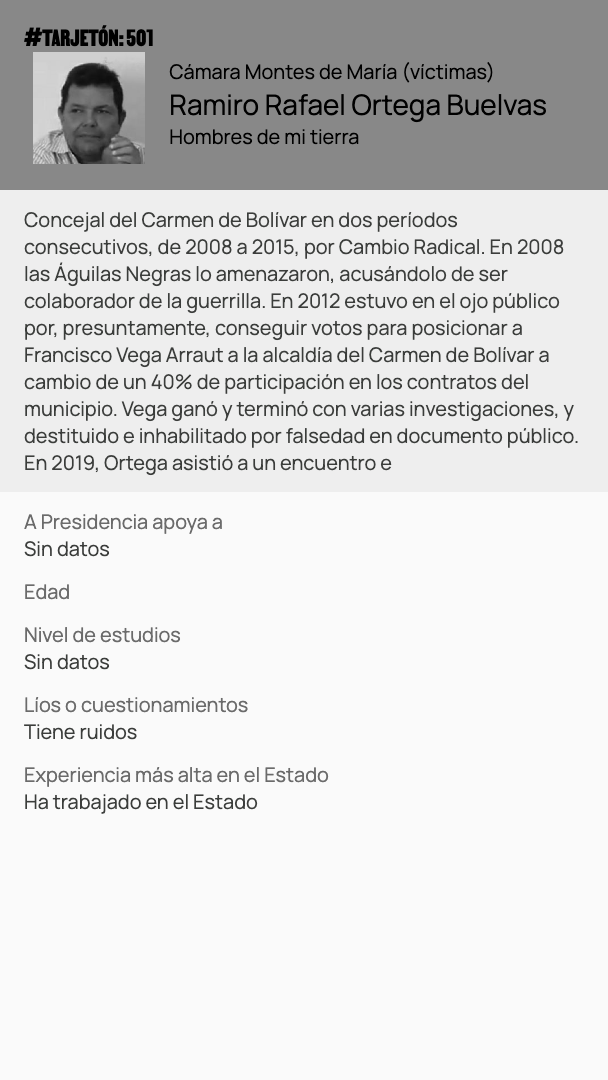 #TARJETÓN: 501
Cámara Montes de María (víctimas)
Ramiro Rafael Ortega Buelvas
Hombres de mi tierra
Concejal del Carmen de Bolívar en dos períodos
consecutivos, de 2008 a 2015, por Cambio Radical. En 2008
las Águilas Negras lo amenazaron, acusándolo de ser
colaborador de la guerrilla. En 2012 estuvo en el ojo público
por, presuntamente, conseguir votos para posicionar a
Francisco Vega Arraut a la alcaldía del Carmen de Bolívar a
cambio de un 40% de participación en los contratos del
municipio. Vega ganó y terminó con varias investigaciones, y
destituido e inhabilitado por falsedad en documento público.
En 2019, Ortega asistió a un encuentro e
A Presidencia apoya a
Sin datos
Edad
Nivel de estudios
Sin datos
Líos o cuestionamientos
Tiene ruidos
Experiencia más alta en el Estado
Ha trabajado en el Estado